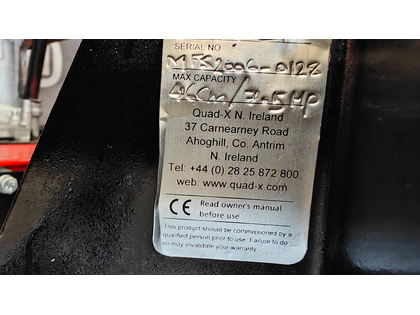 SERIAL NO
MFS2006-0128
MAX CAPACITY
46cm/7.5HP
Quad-X N. Ireland
37 Carnearney Road
Ahoghill, Co. Antrim
N. Ireland
Tel: +44 (0) 28 25 872 800
web: www.quad-x.com
CE Read owner's manual
before use
This product should be commissioned by a
qualified person prior to use. Failure to do
so may invalidate your warranty.